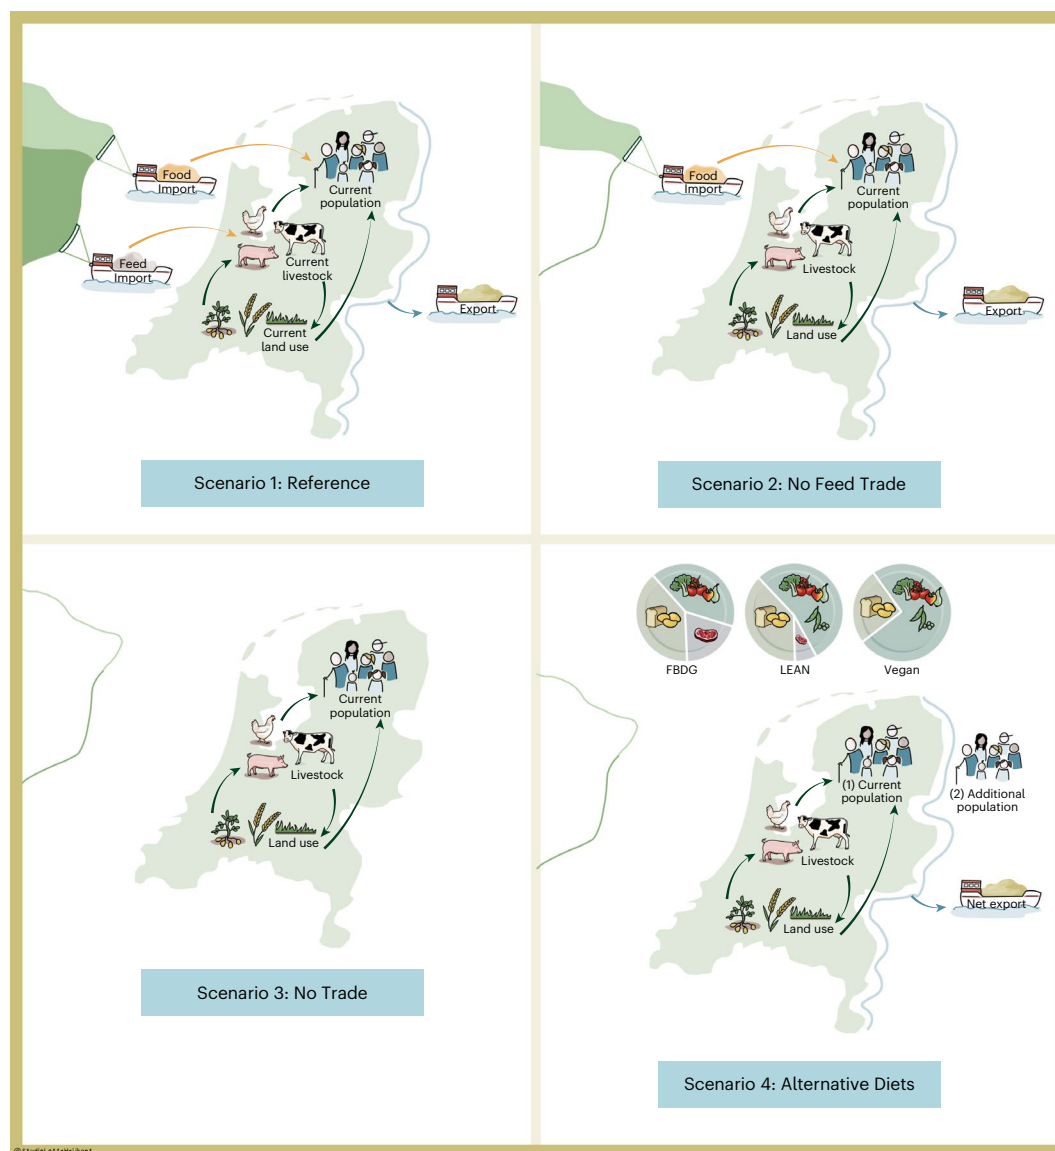 Food
Import
Current
population
Feed
Import
Current
livestock
Export
Current
land use
Scenario 1: Reference
Food
Import
Current
population
Livestock
Export
Land use
Scenario 2: No Feed Trade
Current
population
Livestock
Land use
Scenario 3: No Trade
FBDG
LEAN
Vegan
(1) Current
population
(2) Additional
population
Livestock
Net export
Land use
Scenario 4: Alternative Diets